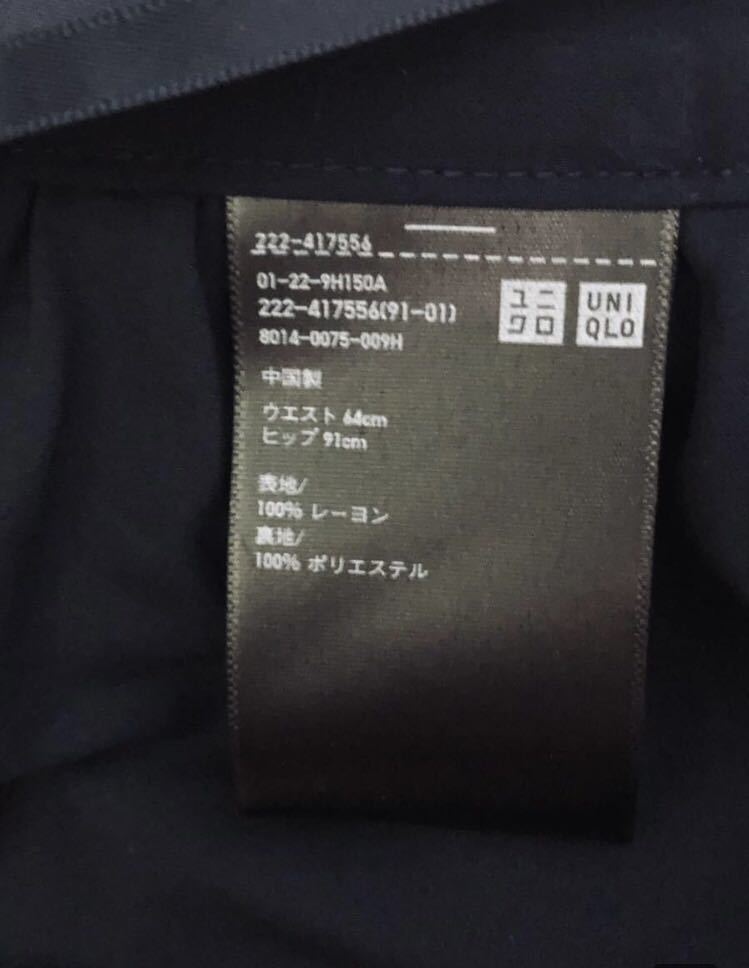 222-417556
01-22-9H150A
222-417556(91-01)
8014-0075-009H
ユニ
クロ
UNI
QLO
中国製
ウエスト 64cm
ヒップ 91cm
表地/
100% レーヨン
裏地/
100% ポリエステル